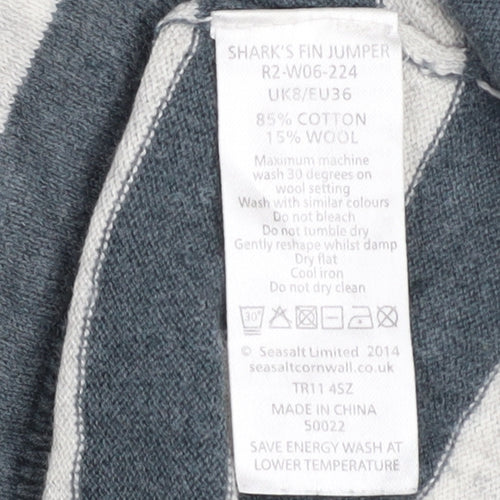 SHARK'S FIN JUMPER
R2-W06-224
UK8/EU36
85% COTTON
15% WOOL
Maximum machine
wash 30 degrees on
wool setting
Wash with similar colours
Do not bleach
Do not tumble dry
Gently reshape whilst damp
Dry flat
Cool iron
Do not dry clean
30°
© Seasalt Limited 2014
seasaltcornwall.co.uk
TR11 4SZ
MADE IN CHINA
50022
SAVE ENERGY WASH AT
LOWER TEMPERATURE